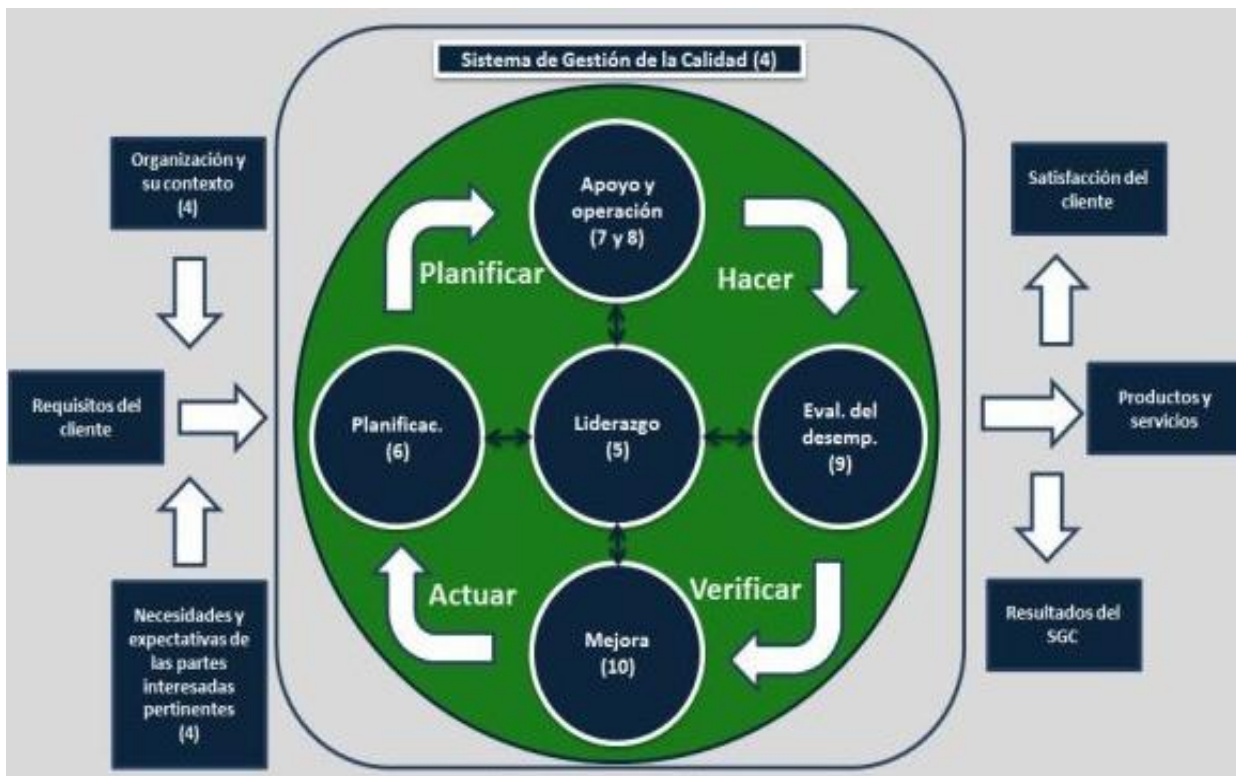 Sistema de Gestión de la Calidad (4)
Organización y
su contexto
(4)
Requisitos del
cliente
Necesidades y
expectativas de
las partes
interesadas
pertinentes
(4)
Apoyo y
operación
(7 y 8)
Planificar
Hacer
Planificac.
(6)
Liderazgo
(5)
Eval. del
desemp.
(9)
Actuar
Verificar
Mejora
(10)
Satisfacción del
cliente
Productos y
servicios
Resultados del
SGC